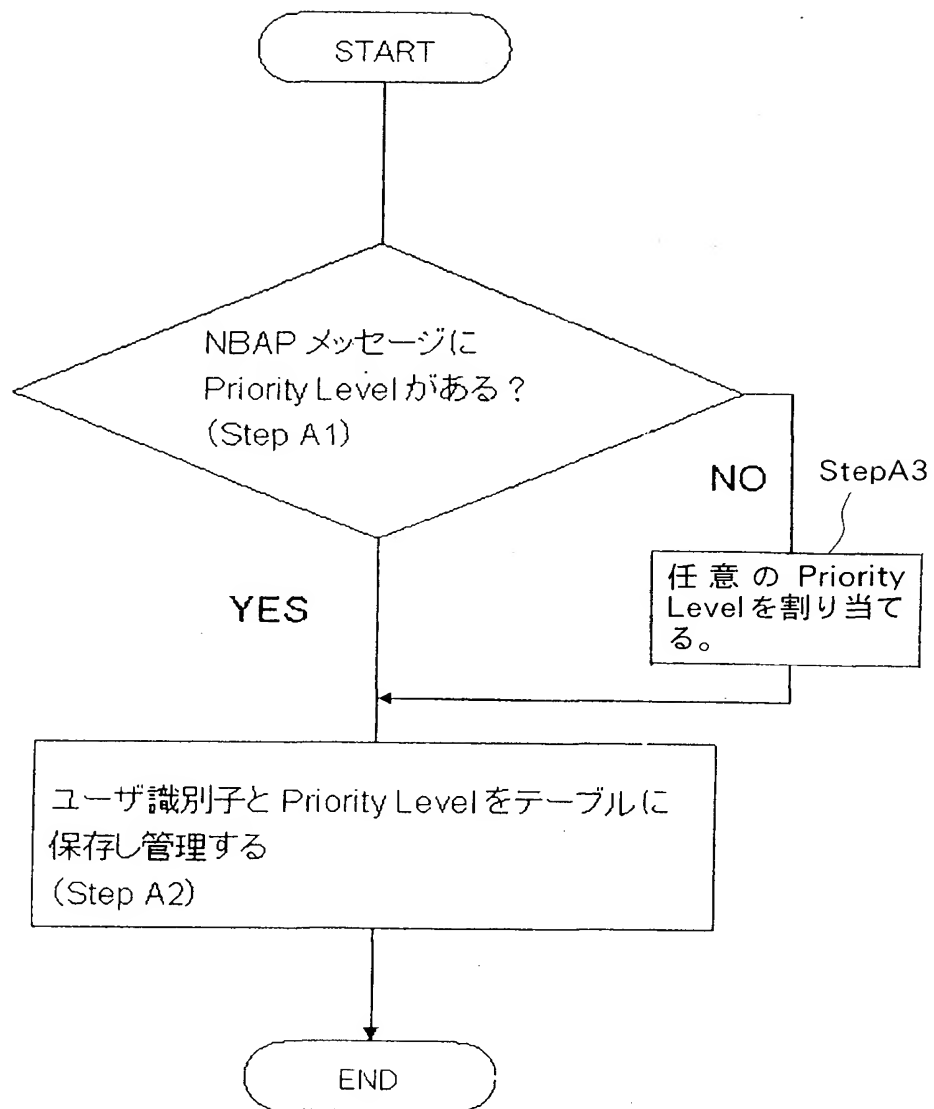 START
NBAP メッセージに
Priority Level がある？
（Step A1）
NO
StepA3
任意の Priority
Level を割り当て
る。
YES
ユーザ識別子と Priority Level をテーブルに
保存し管理する
（Step A2）
END